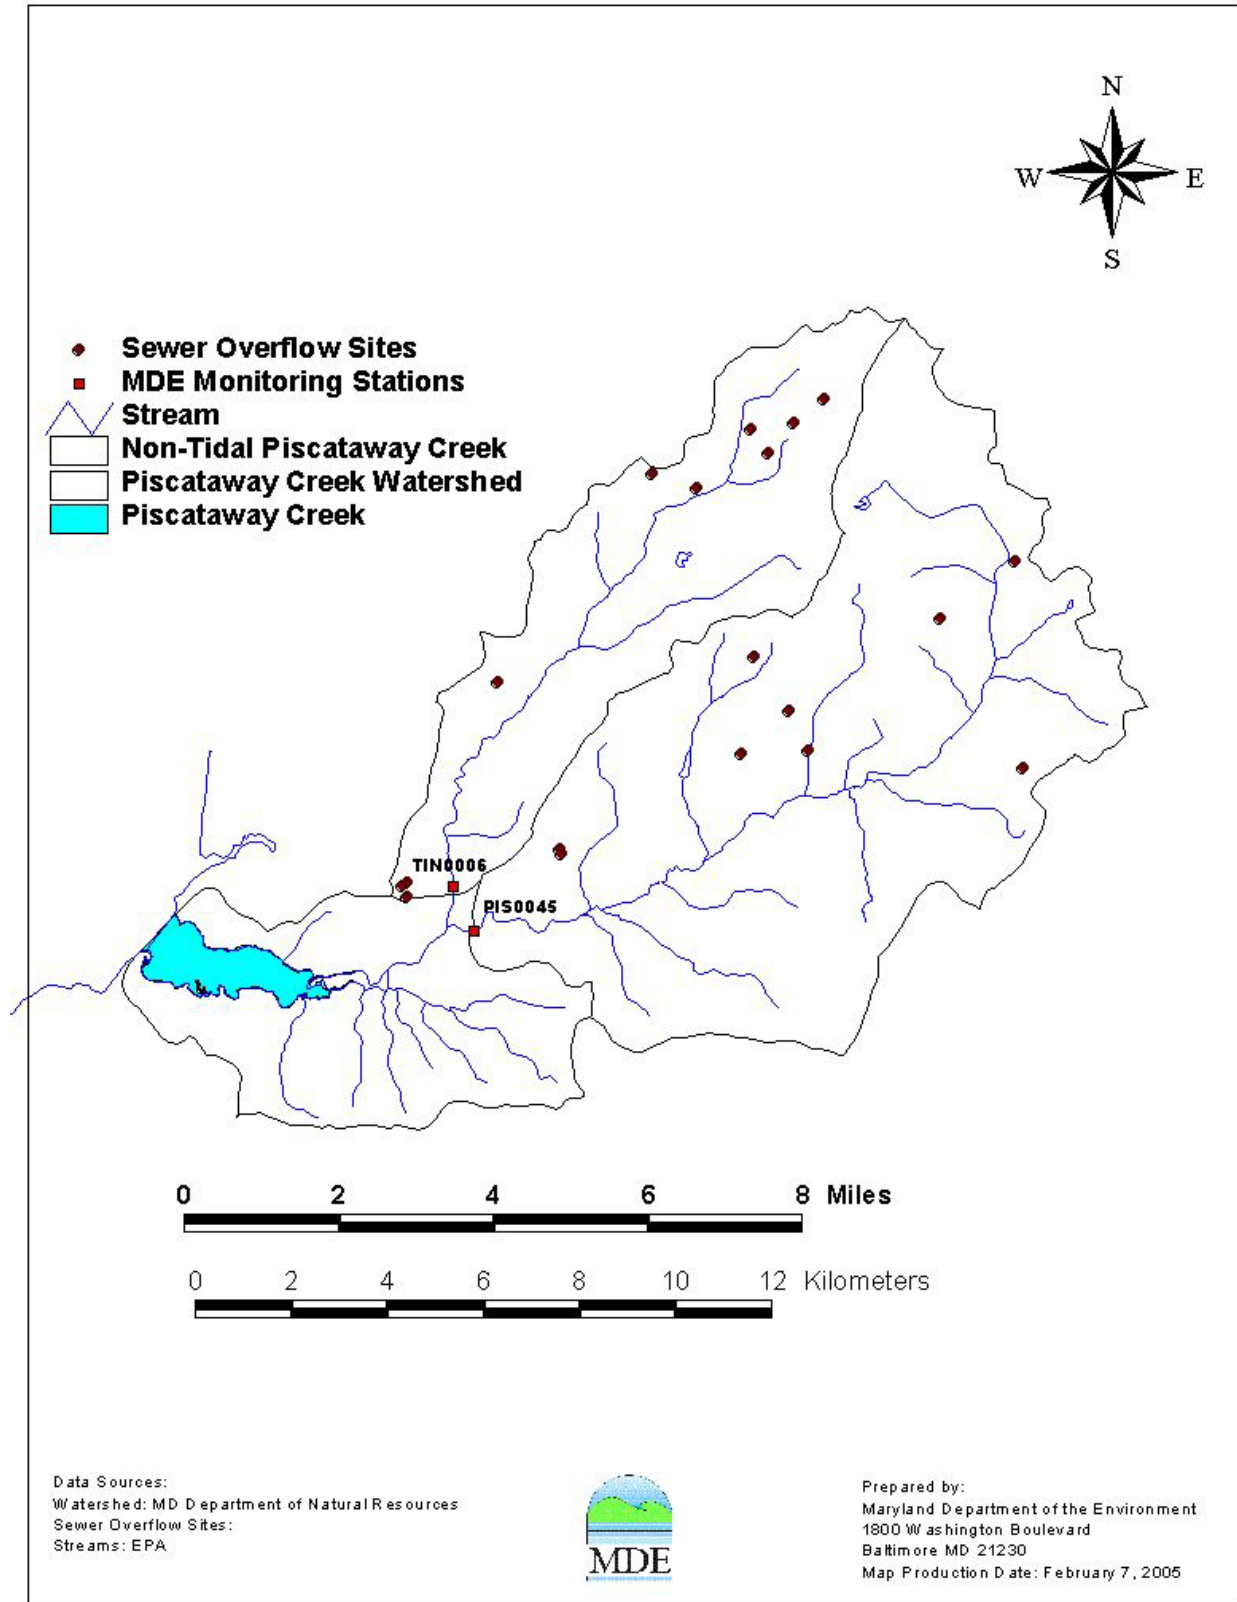 N
W E
S
Sewer Overflow Sites
MDE Monitoring Stations
Stream
Non-Tidal Piscataway Creek
Piscataway Creek Watershed
Piscataway Creek
TIN0006
PIS0045
0 2 4 6 8 Miles
0 2 4 6 8 10 12 Kilometers
Data Sources:
Watershed: MD Department of Natural Resources
Sewer Overflow Sites:
Streams: EPA
MDE
Prepared by:
Maryland Department of the Environment
1800 Washington Boulevard
Baltimore MD 21230
Map Production Date: February 7, 2005